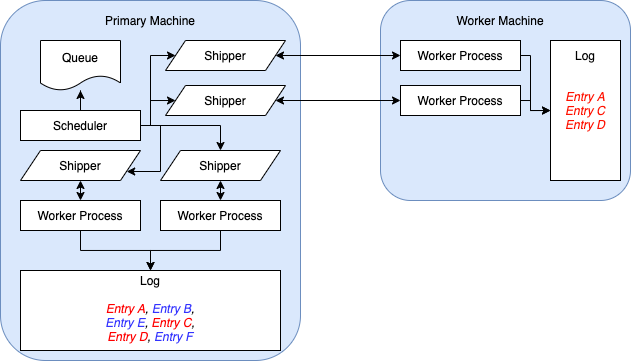 Primary Machine
Worker Machine
Queue
Shipper
Worker Process
Log
Shipper
Worker Process
Entry A
Entry C
Entry D
Scheduler
Shipper
Shipper
Worker Process
Worker Process
Log
Entry A, Entry B,
Entry E, Entry C,
Entry D, Entry F